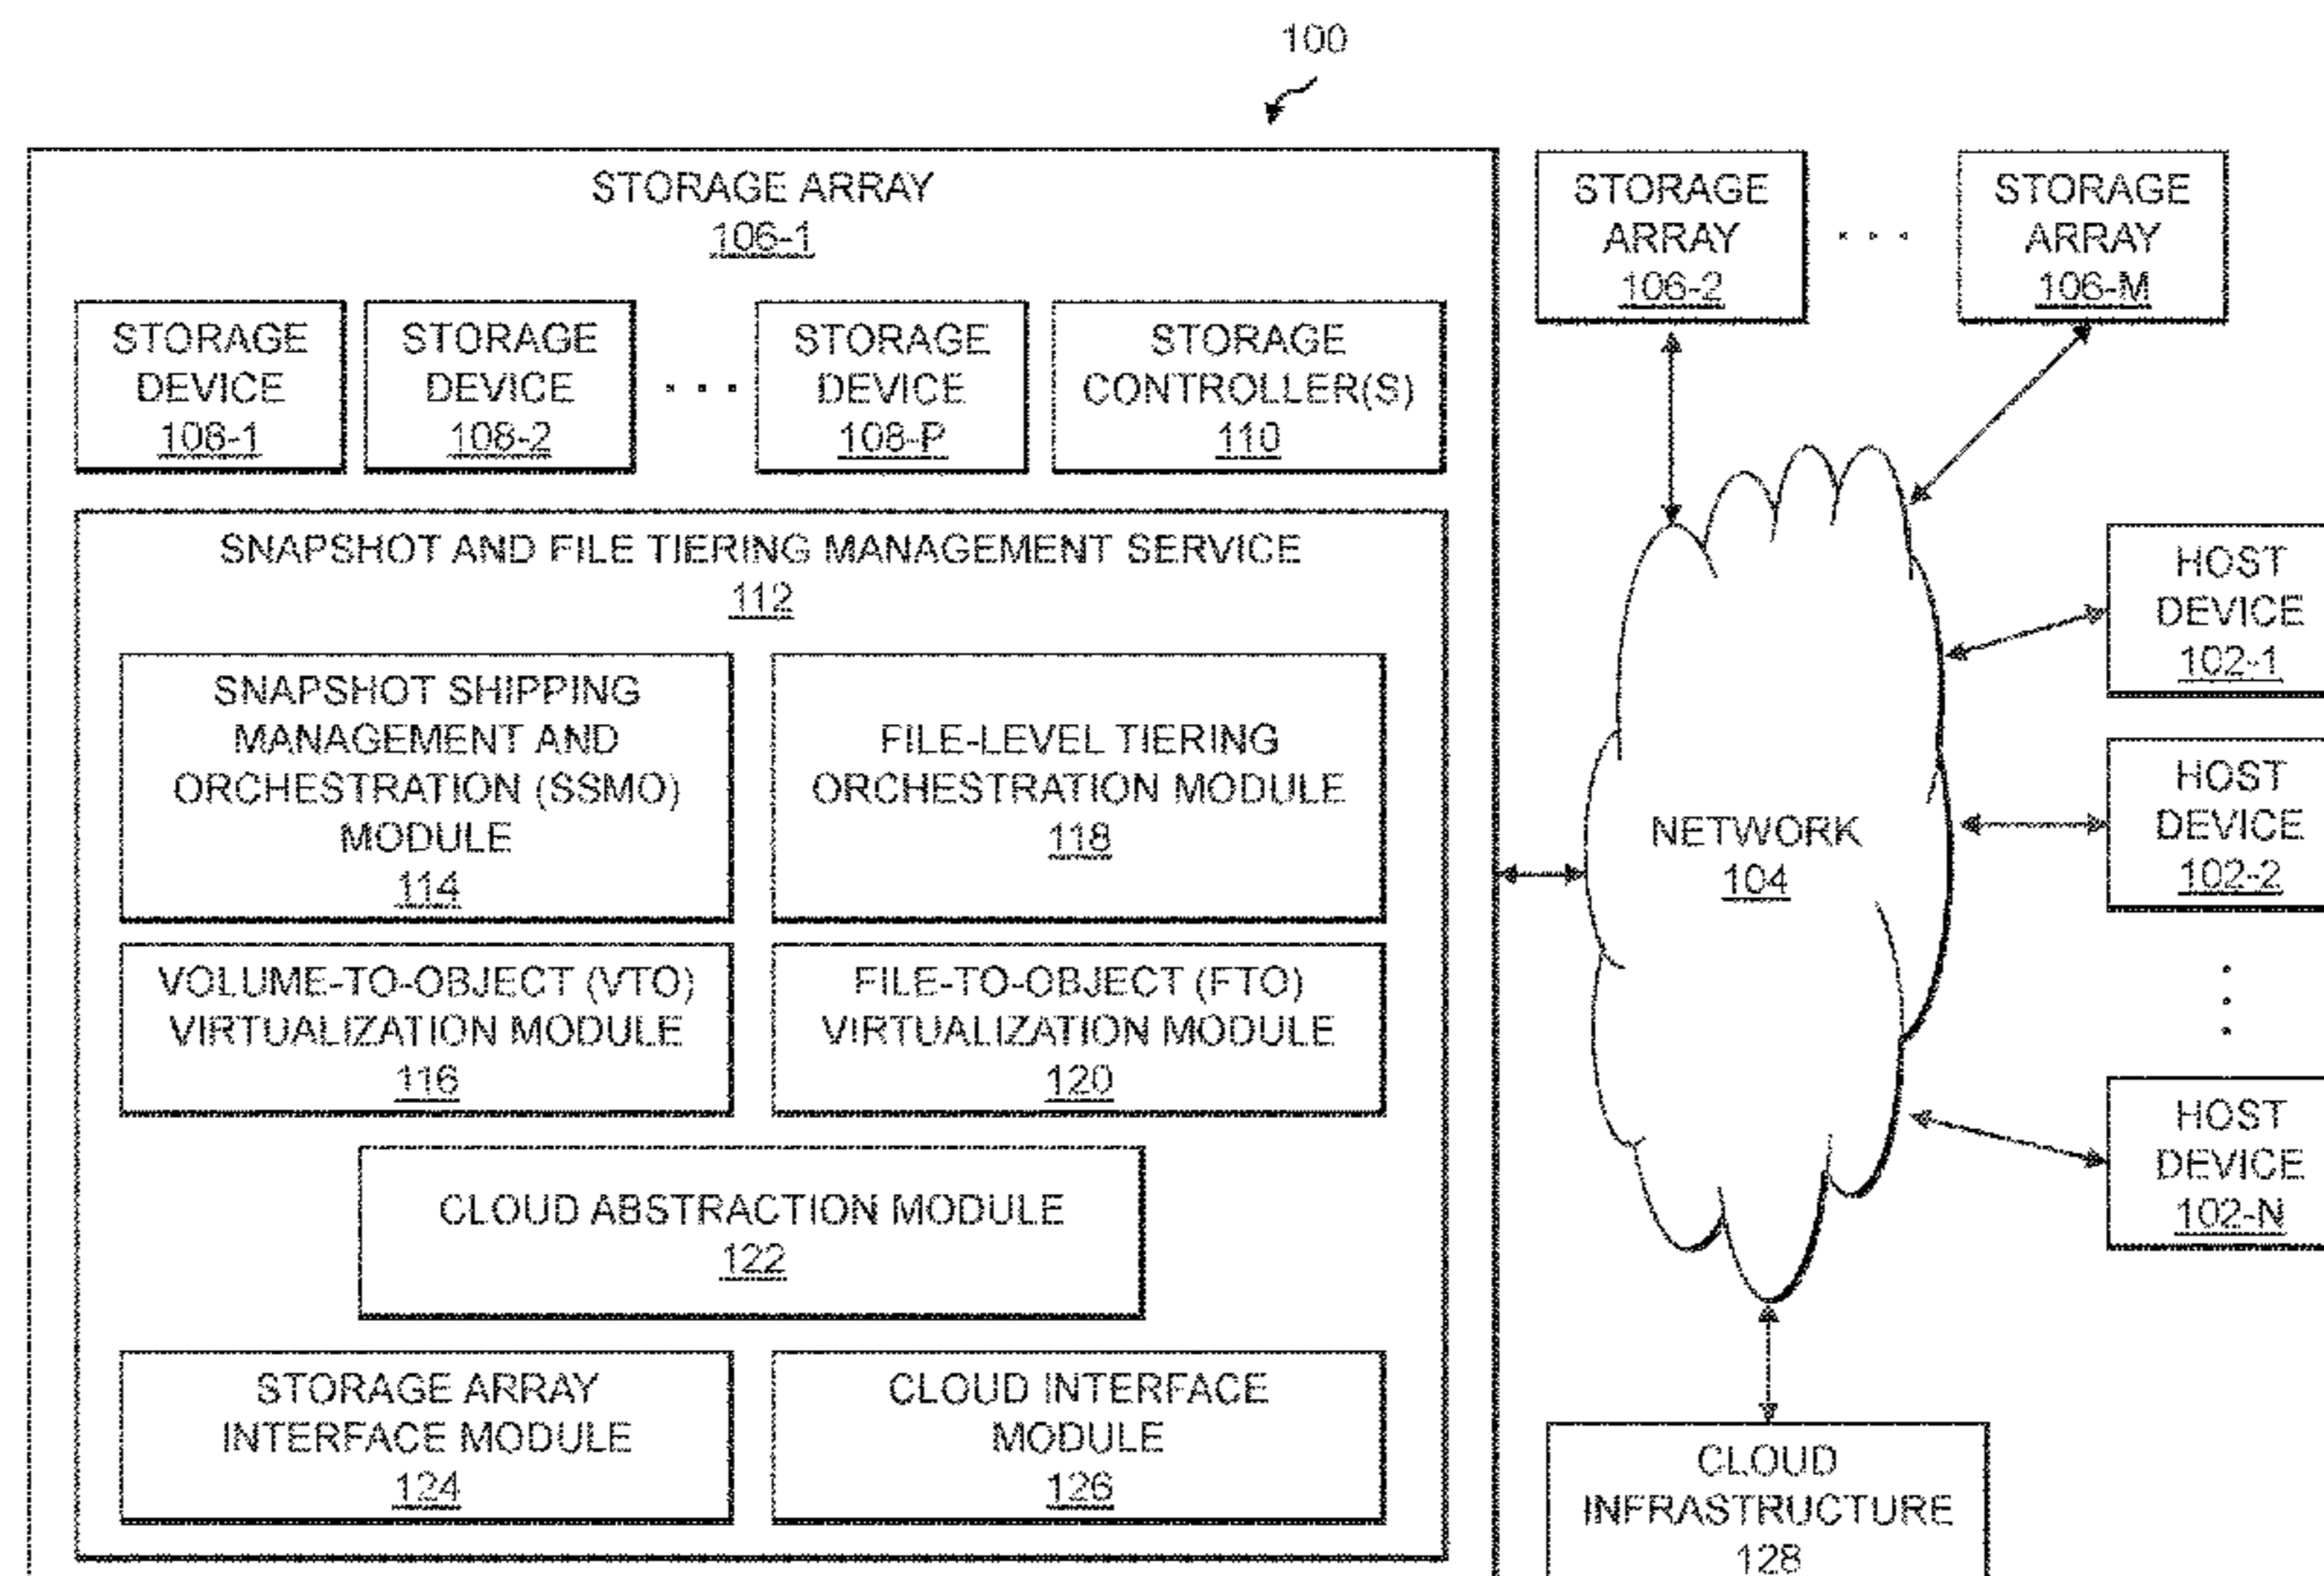 100
STORAGE ARRAY
106-1
STORAGE
DEVICE
108-1
STORAGE
DEVICE
108-2
. . .
STORAGE
DEVICE
108-P
STORAGE
CONTROLLER(S)
110
SNAPSHOT AND FILE TIERING MANAGEMENT SERVICE
112
SNAPSHOT SHIPPING
MANAGEMENT AND
ORCHESTRATION (SSMO)
MODULE
114
FILE-LEVEL TIERING
ORCHESTRATION MODULE
118
VOLUME-TO-OBJECT (VTO)
VIRTUALIZATION MODULE
116
FILE-TO-OBJECT (FTO)
VIRTUALIZATION MODULE
120
CLOUD ABSTRACTION MODULE
122
STORAGE ARRAY
INTERFACE MODULE
124
CLOUD INTERFACE
MODULE
126
STORAGE
ARRAY
106-2
. . .
STORAGE
ARRAY
106-M
NETWORK
104
HOST
DEVICE
102-1
HOST
DEVICE
102-2
HOST
DEVICE
102-N
CLOUD
INFRASTRUCTURE
128